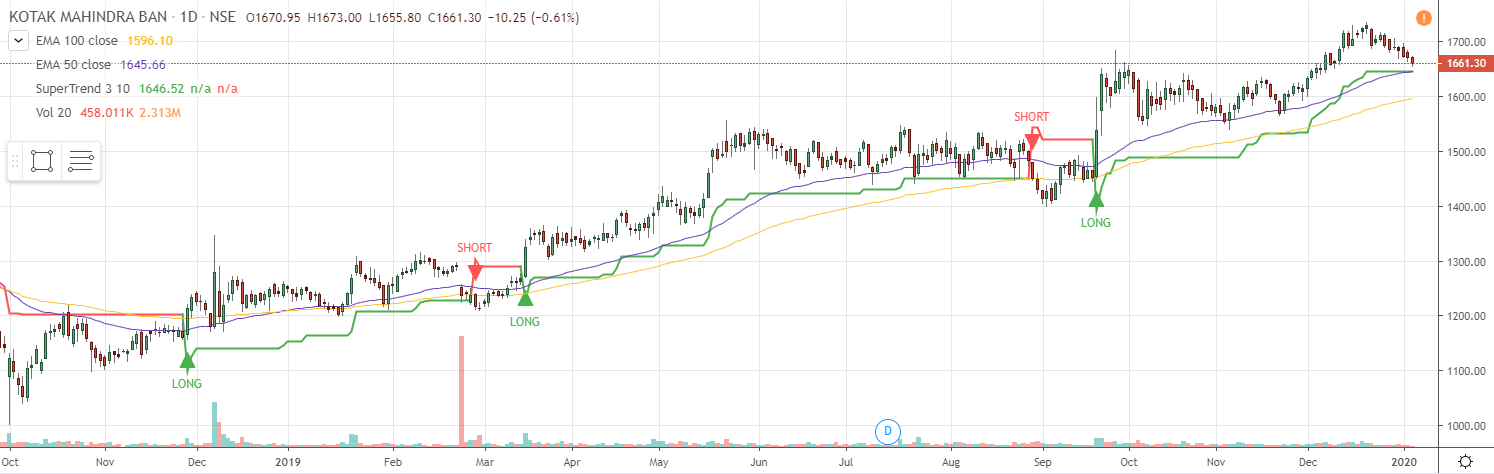 KOTAK MAHINDRA BAN · 1D · NSE O1670.95 H1673.00 L1655.80 C1661.30 −10.25 (−0.61%)
EMA 100 close 1596.10
EMA 50 close 1645.66
SuperTrend 3 10 1646.52 n/a n/a
Vol 20 458.011K 2.313M
!
1700.00
1661.30
1600.00
SHORT
1500.00
1400.00
LONG
SHORT
1300.00
LONG
1200.00
LONG
1100.00
D
1000.00
Oct Nov Dec 2019 Feb Mar Apr May Jun Jul Aug Sep Oct Nov Dec 2020